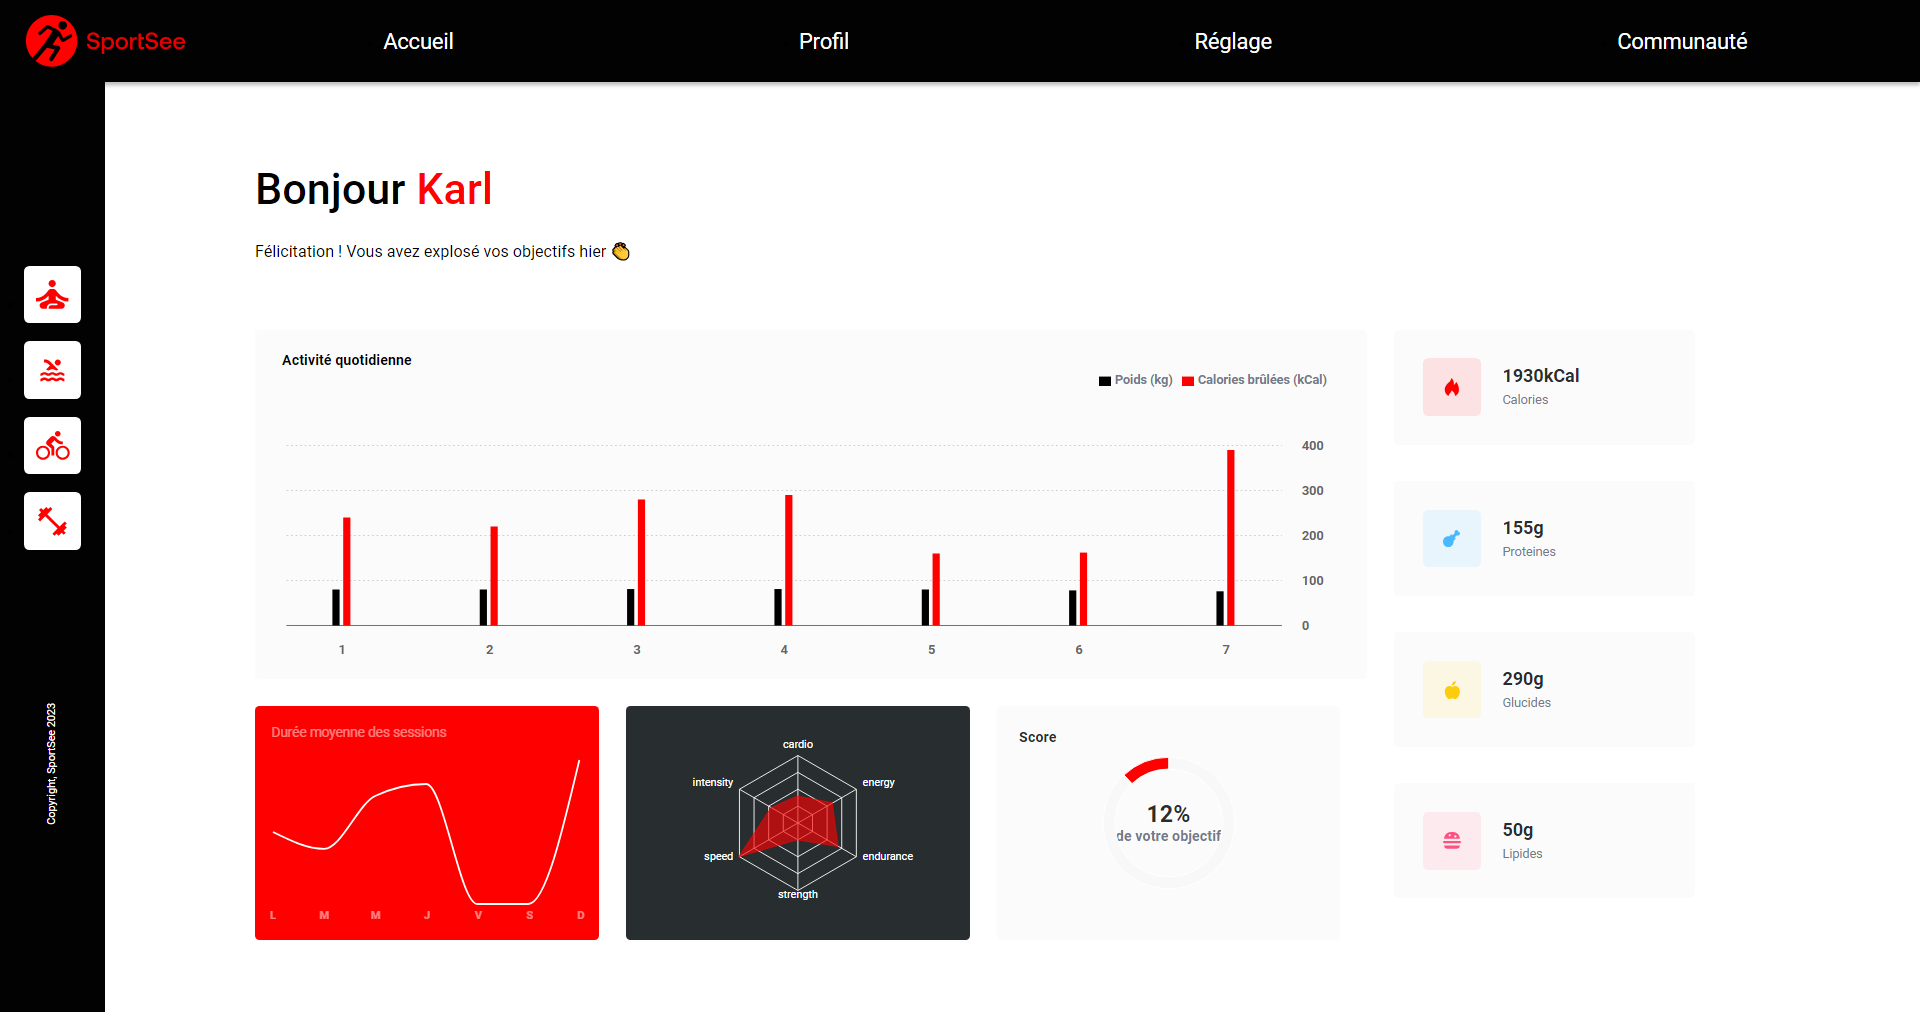 SportSee
Accueil
Profil
Réglage
Communauté
Bonjour Karl
Félicitation ! Vous avez explosé vos objectifs hier 👏
Activité quotidienne
Poids (kg) Calories brûlées (kCal)
400
300
200
100
0
1 2 3 4 5 6 7
1930kCal
Calories
155g
Proteines
290g
Glucides
50g
Lipides
Durée moyenne des sessions
L M M J V S D
cardio
energy
endurance
strength
speed
intensity
Score
12%
de votre objectif
Copyright, SportSee 2023